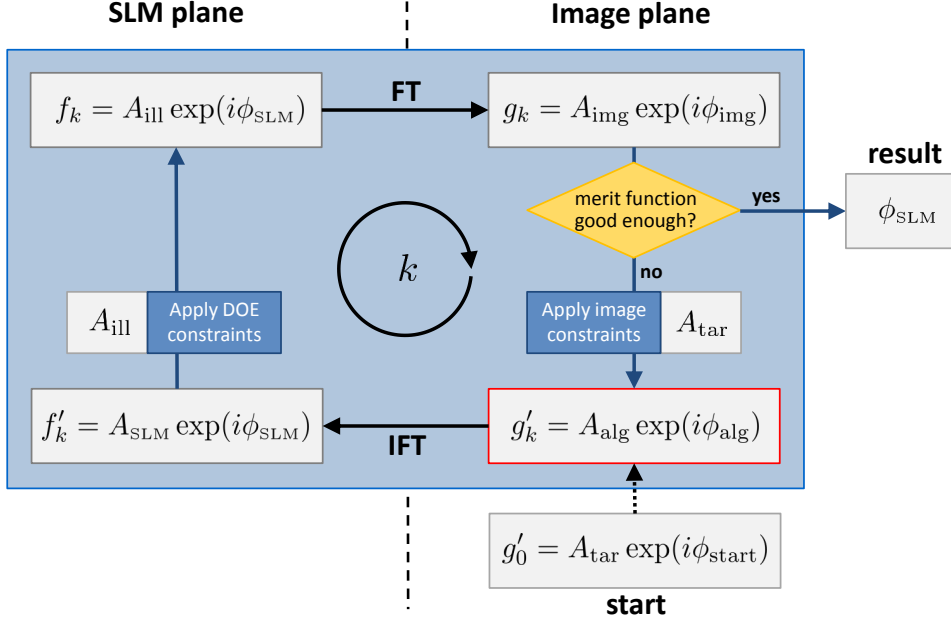 SLM plane
Image plane
f_k = A_ill exp(iϕ_SLM)
FT
g_k = A_img exp(iϕ_img)
result
merit function
good enough?
yes
ϕ_SLM
k
no
A_ill
Apply DOE
constraints
Apply image
constraints
A_tar
f′_k = A_SLM exp(iϕ_SLM)
IFT
g′_k = A_alg exp(iϕ_alg)
g′_0 = A_tar exp(iϕ_start)
start